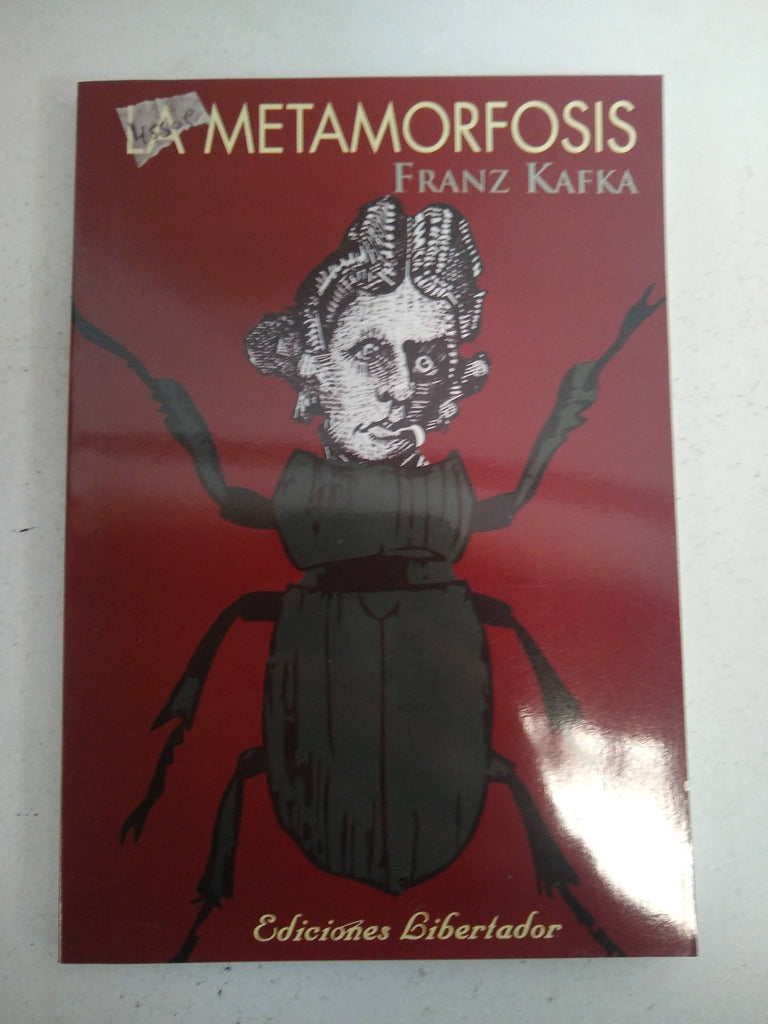 LA METAMORFOSIS
FRANZ KAFKA
Ediciones Libertador